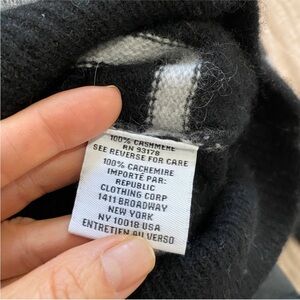 100% CASHMERE
RN 93178
SEE REVERSE FOR CARE
100% CACHEMIRE
IMPORTÉ PAR:
REPUBLIC
CLOTHING CORP
1411 BROADWAY
NEW YORK
NY 10018 USA
ENTRETIEN AU VERSO